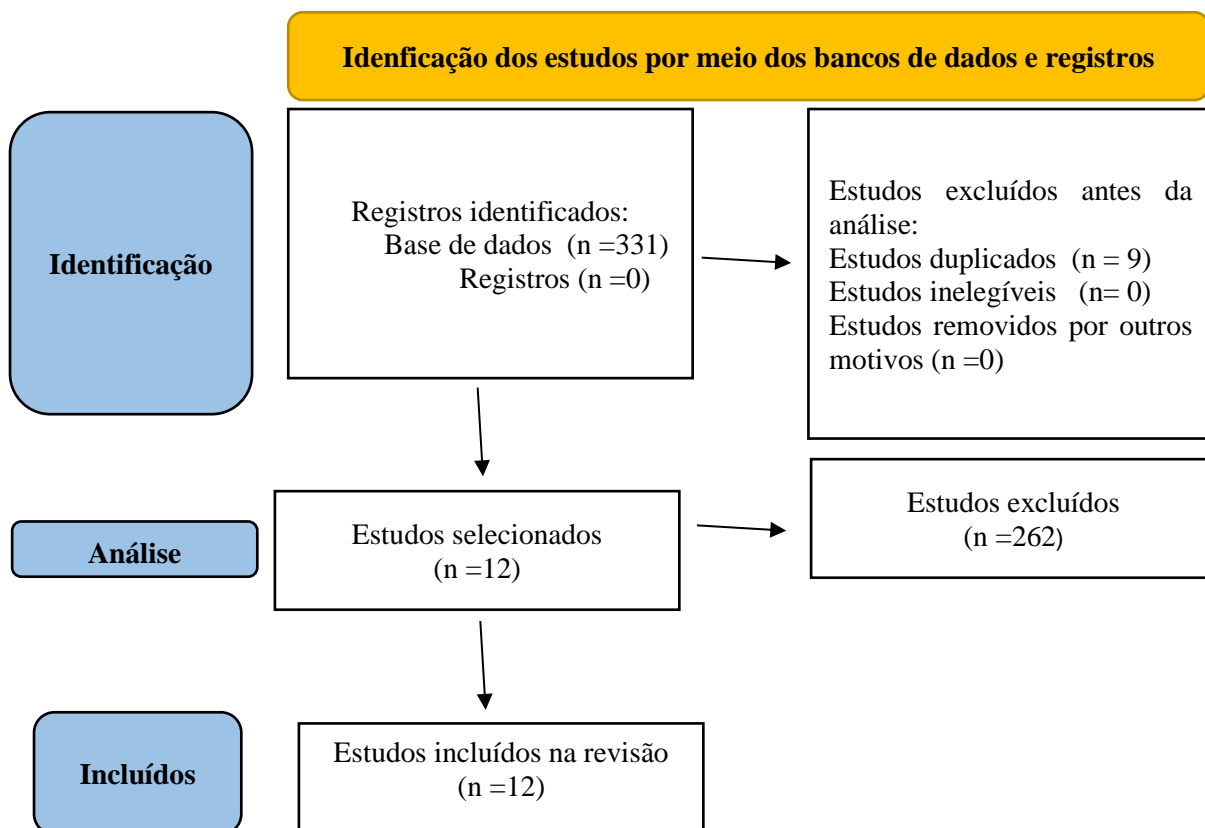 Idenficação dos estudos por meio dos bancos de dados e registros
Identificação
Registros identificados:
Base de dados (n =331)
Registros (n =0)
Estudos excluídos antes da
análise:
Estudos duplicados (n = 9)
Estudos inelegíveis (n= 0)
Estudos removidos por outros
motivos (n =0)
Análise
Estudos selecionados
(n =12)
Estudos excluídos
(n =262)
Incluídos
Estudos incluídos na revisão
(n =12)